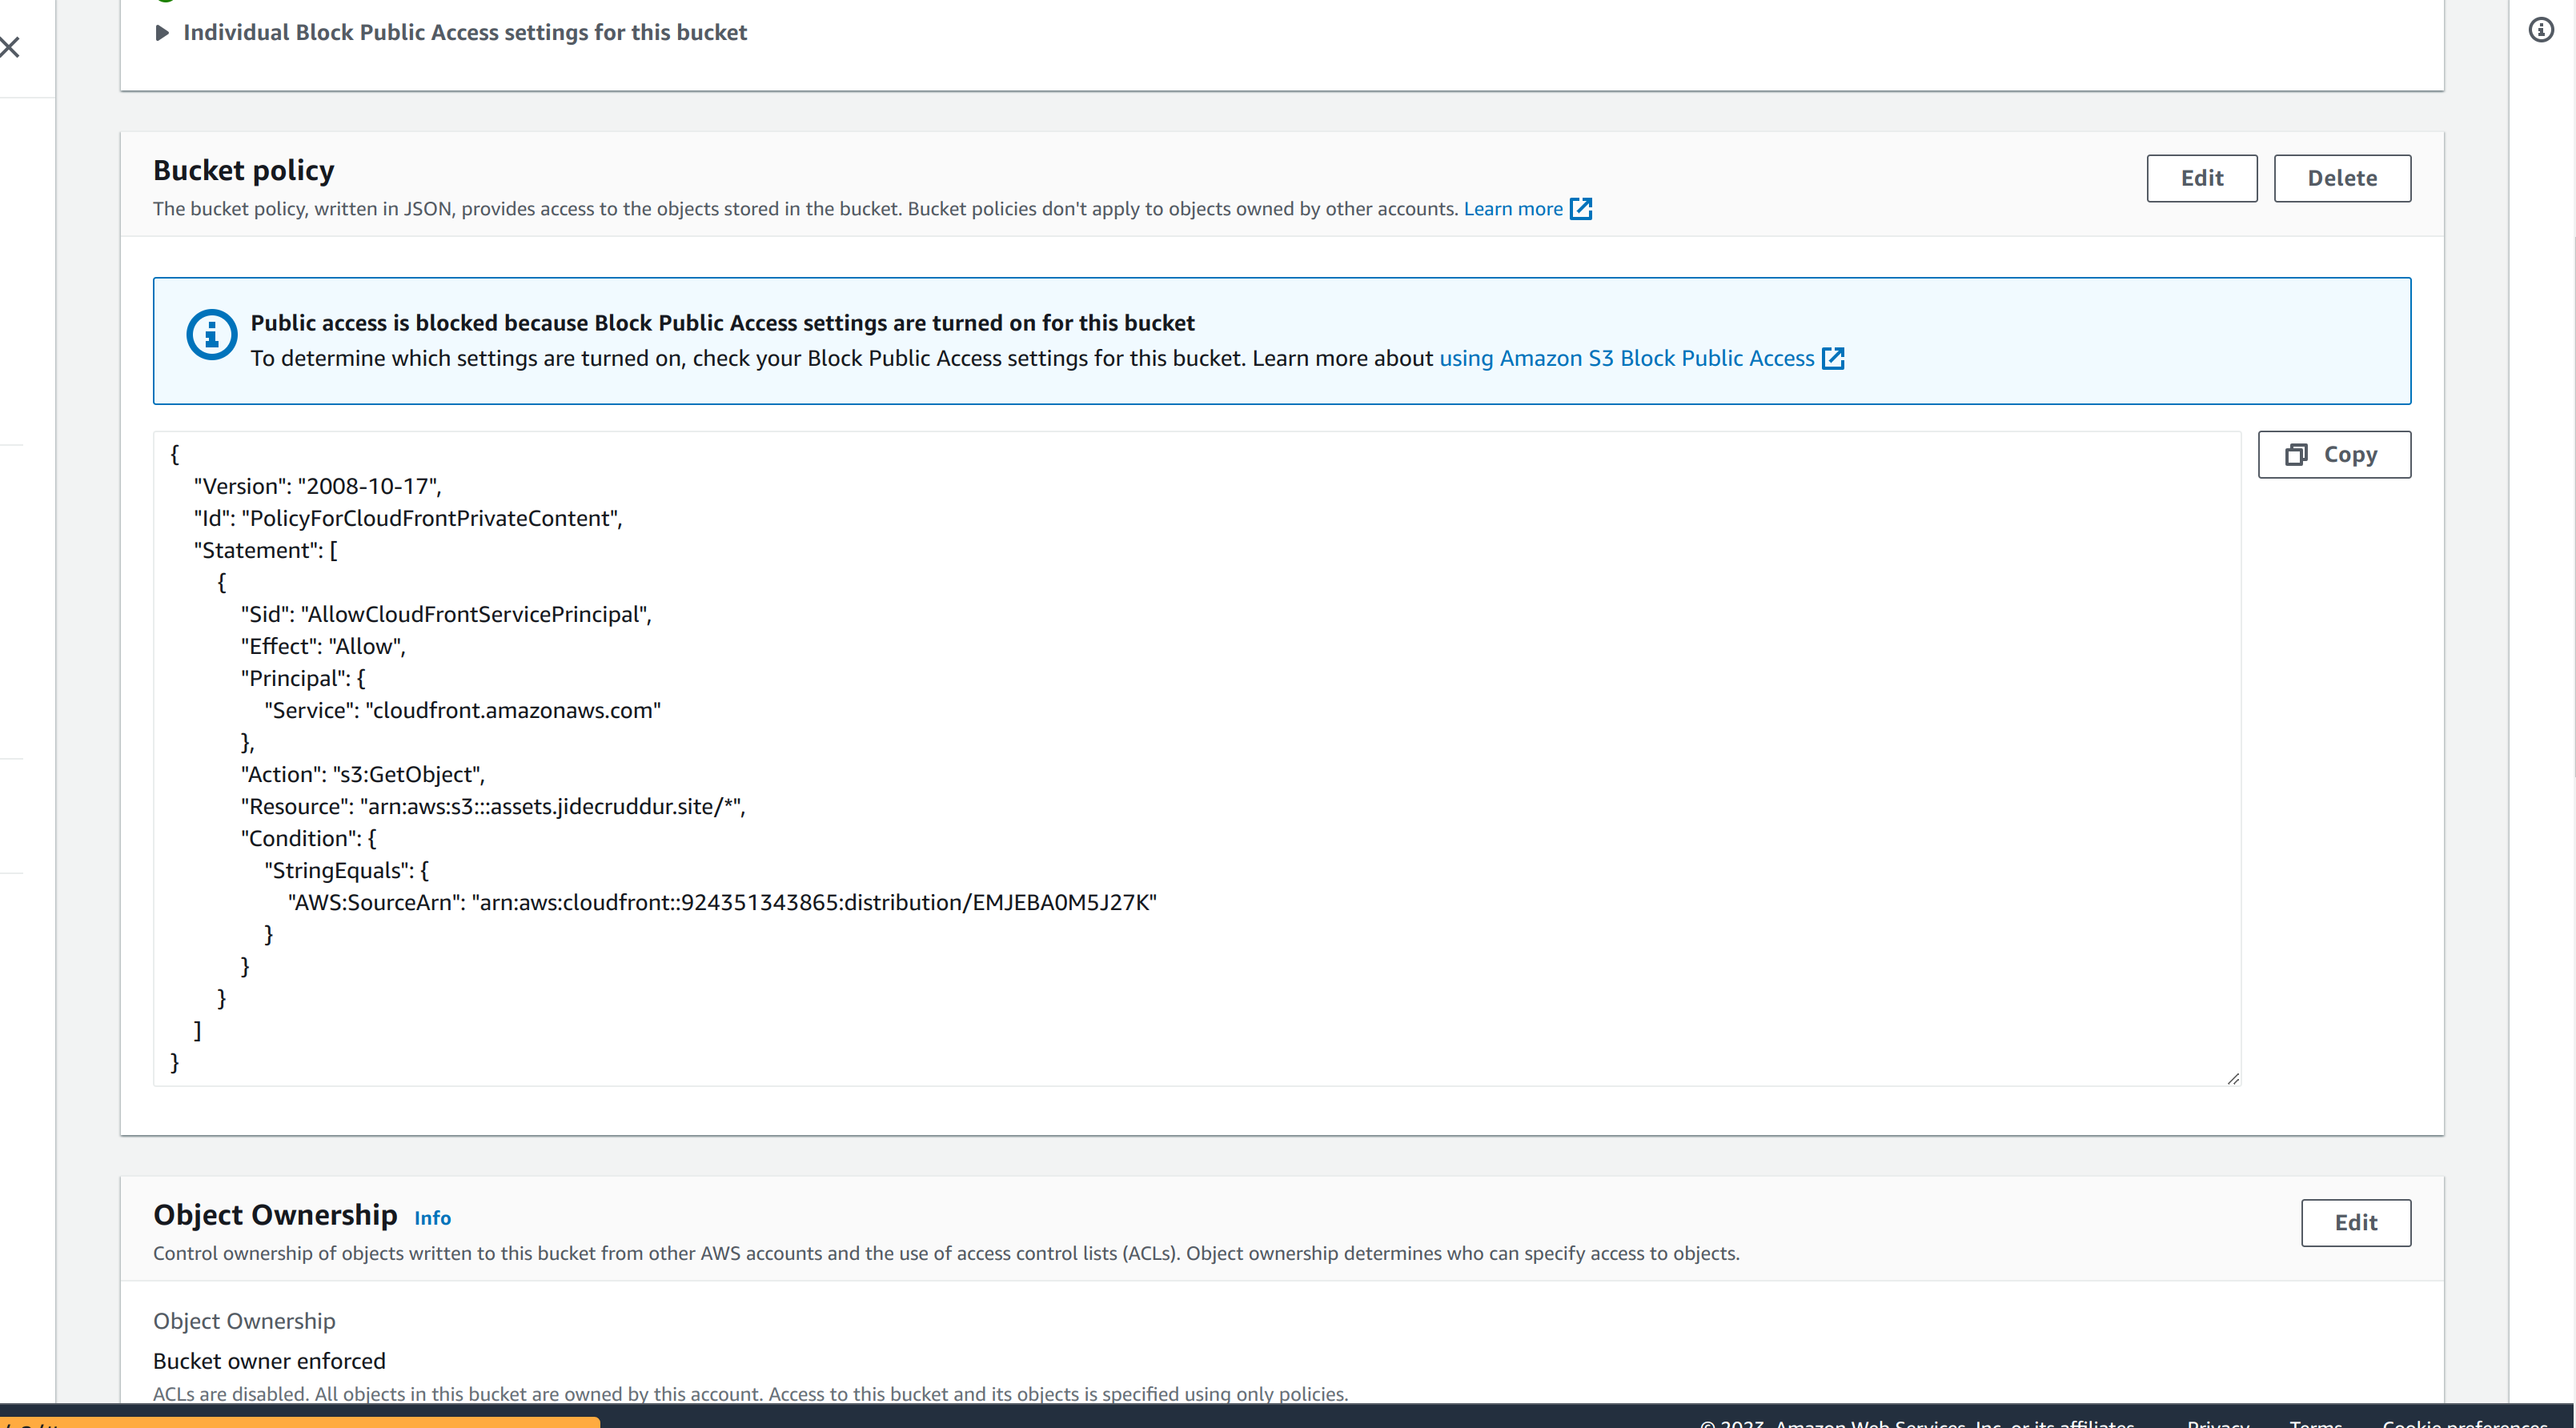 Individual Block Public Access settings for this bucket
Bucket policy
Edit
Delete
The bucket policy, written in JSON, provides access to the objects stored in the bucket. Bucket policies don't apply to objects owned by other accounts. Learn more
Public access is blocked because Block Public Access settings are turned on for this bucket
To determine which settings are turned on, check your Block Public Access settings for this bucket. Learn more about using Amazon S3 Block Public Access
Copy
{
"Version": "2008-10-17",
"Id": "PolicyForCloudFrontPrivateContent",
"Statement": [
{
"Sid": "AllowCloudFrontServicePrincipal",
"Effect": "Allow",
"Principal": {
"Service": "cloudfront.amazonaws.com"
},
"Action": "s3:GetObject",
"Resource": "arn:aws:s3:::assets.jidecruddur.site/*",
"Condition": {
"StringEquals": {
"AWS:SourceArn": "arn:aws:cloudfront::924351343865:distribution/EMJEBA0M5J27K"
}
}
}
]
}
Object Ownership Info
Edit
Control ownership of objects written to this bucket from other AWS accounts and the use of access control lists (ACLs). Object ownership determines who can specify access to objects.
Object Ownership
Bucket owner enforced
ACLs are disabled. All objects in this bucket are owned by this account. Access to this bucket and its objects is specified using only policies.
© 2023, Amazon Web Services, Inc. or its affiliates. Privacy Terms Cookie preferences